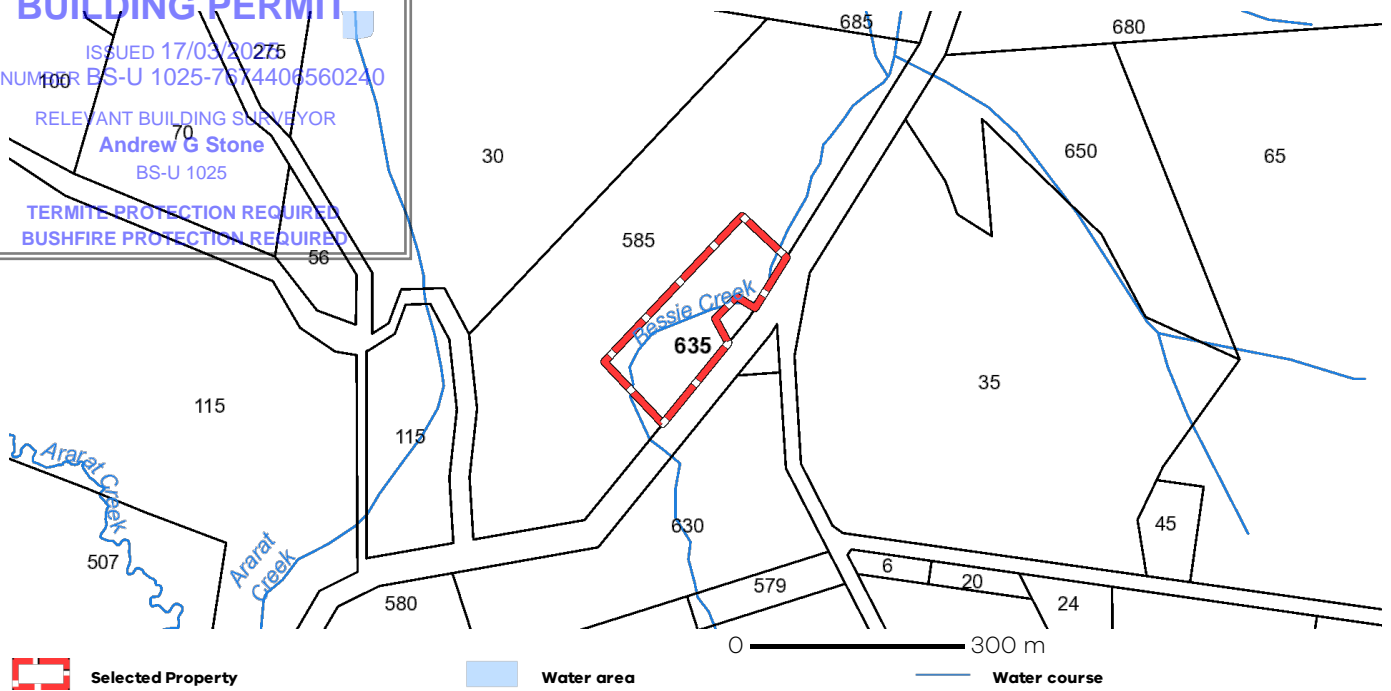 BUILDING PERMIT
ISSUED 17/03/2025
NUMBER BS-U 1025-7674406560240
RELEVANT BUILDING SURVEYOR
Andrew G Stone
BS-U 1025
TERMITE PROTECTION REQUIRED
BUSHFIRE PROTECTION REQUIRED
275
100
70
56
30
685
680
650
65
585
Bessie Creek
635
35
115
115
Ararat Creek
507
Ararat
Creek
630
45
580
579
6
20
24
0 300 m
Selected Property
Water area
Water course